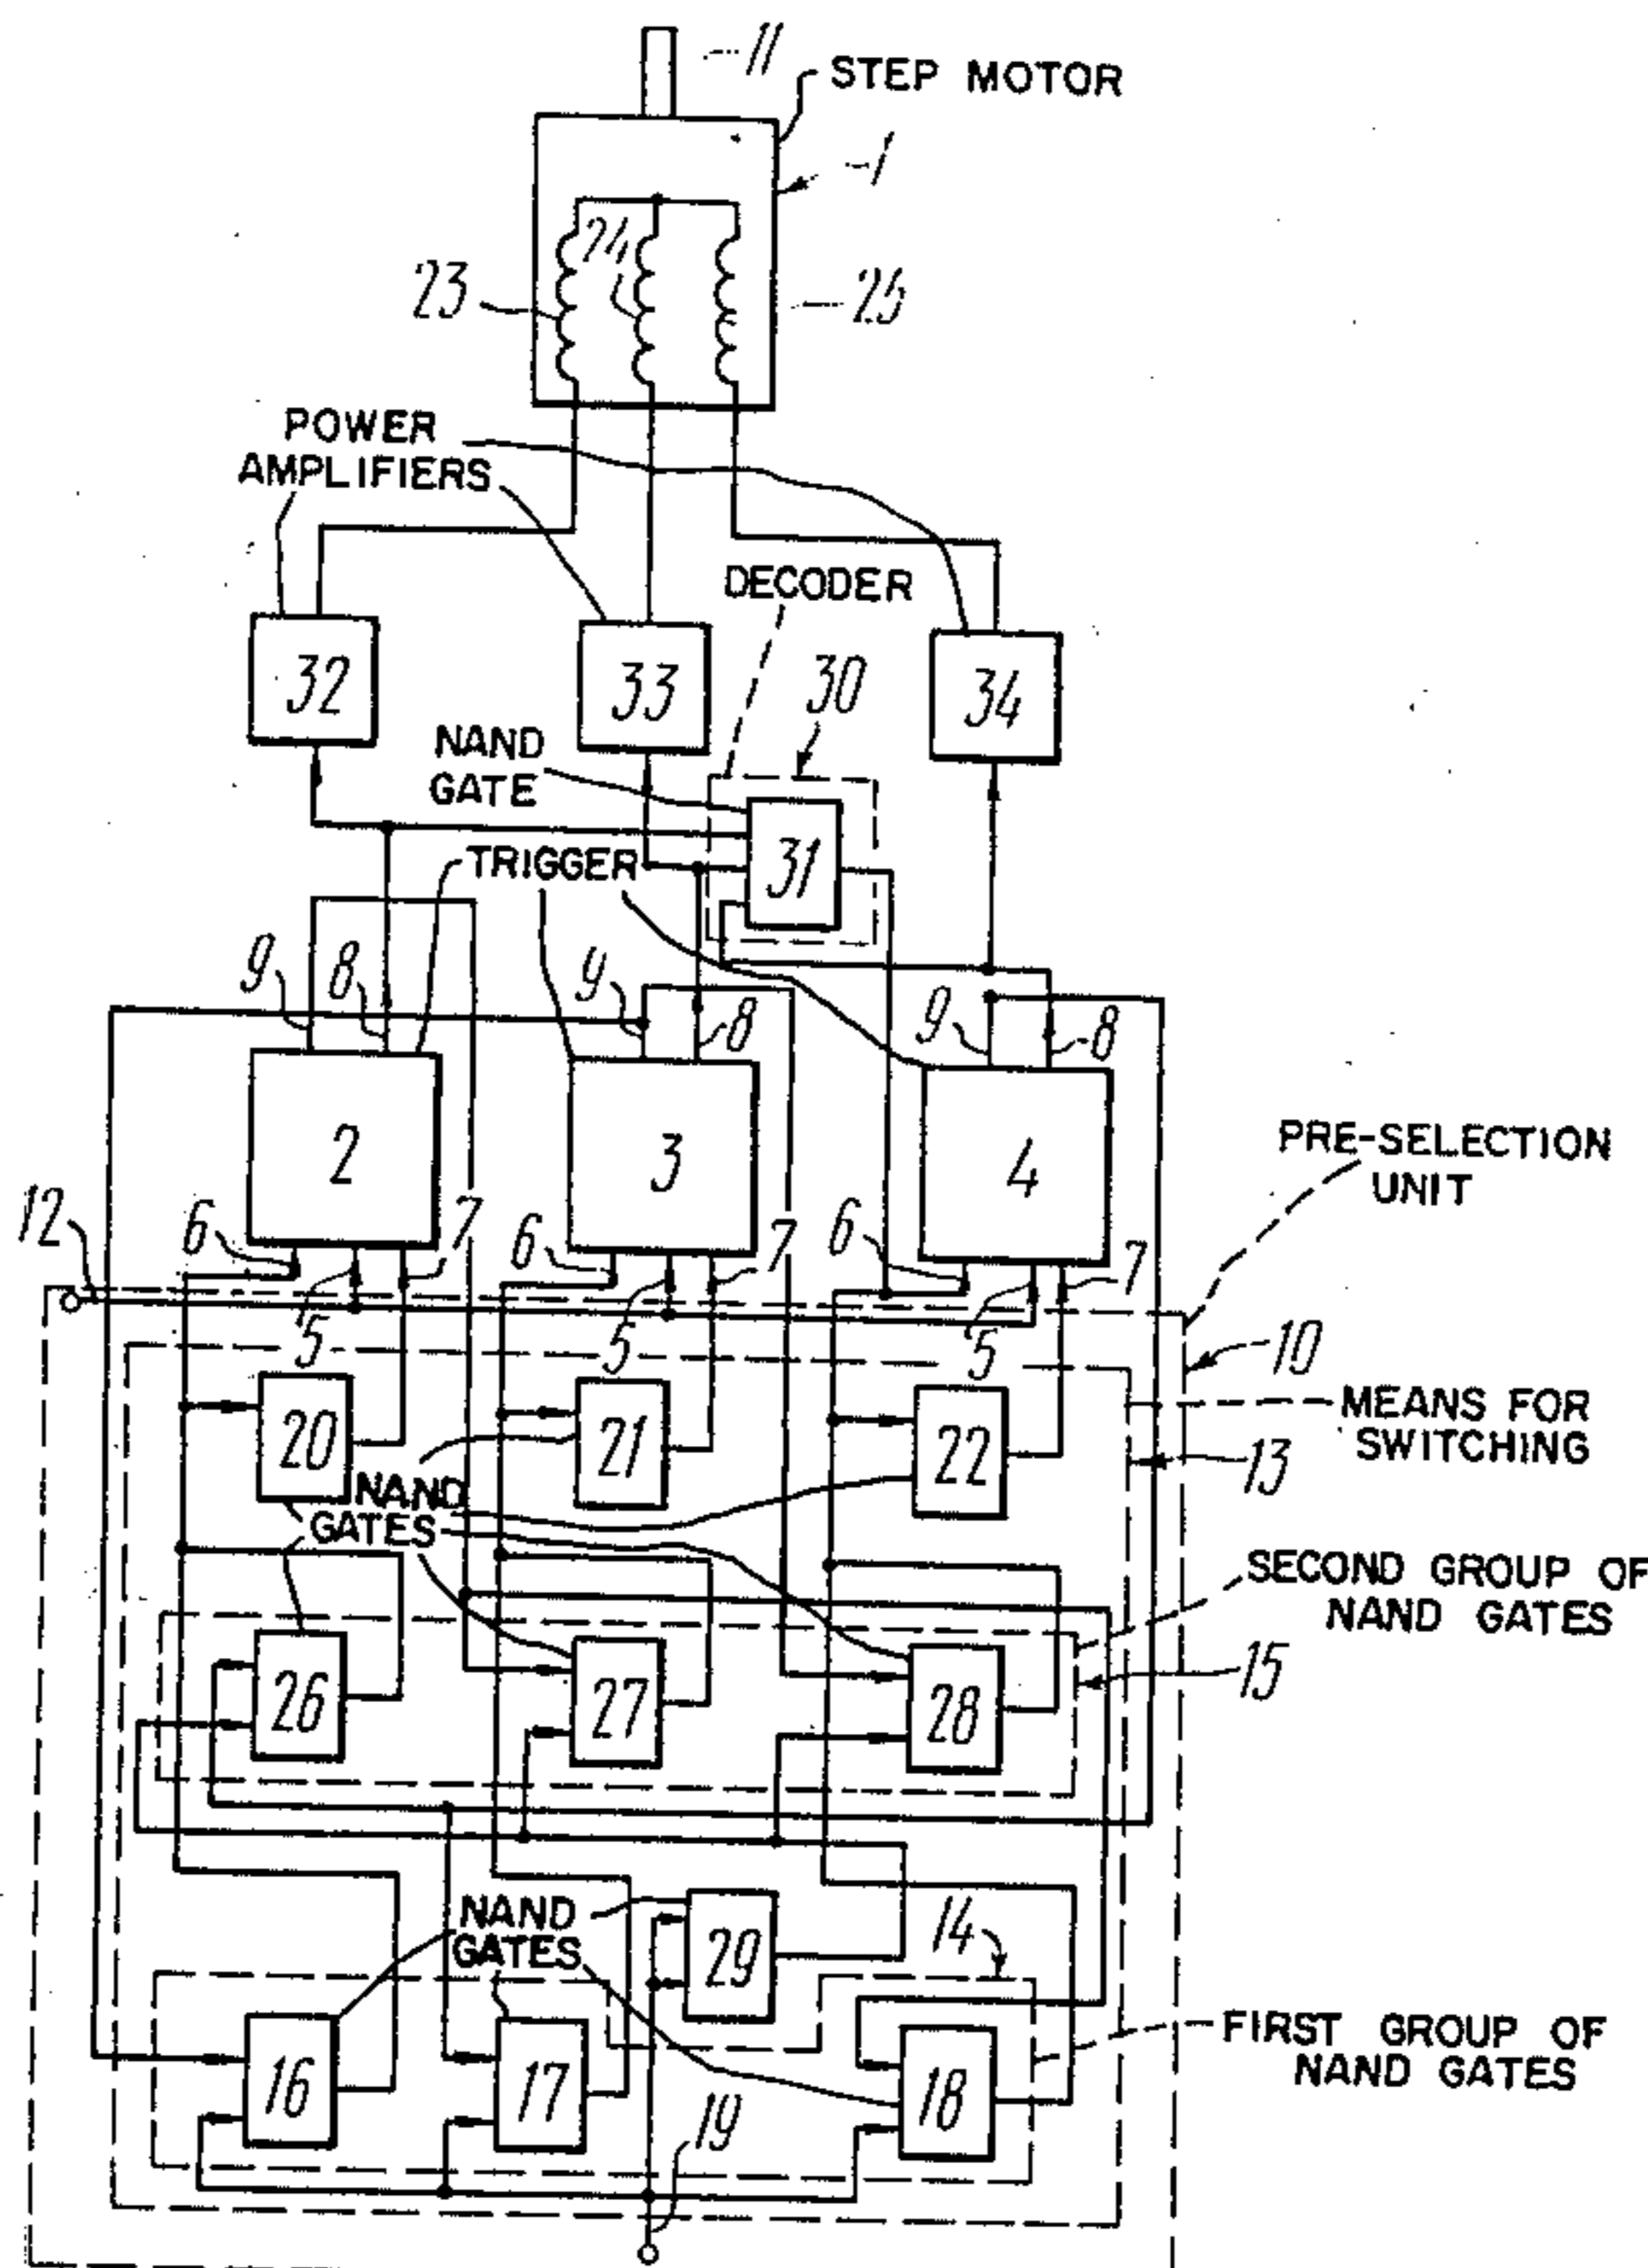 11
STEP MOTOR
1
24
23
25
POWER
AMPLIFIERS
DECODER
30
32
33
34
NAND
GATE
31
TRIGGER
9
8
9
8
9
8
2
3
4
PRE-SELECTION
UNIT
12
6
7
6
7
6
7
5
5
5
10
MEANS FOR
SWITCHING
13
20
21
22
NAND
GATES
SECOND GROUP OF
NAND GATES
15
26
27
28
NAND
GATES
29
14
FIRST GROUP OF
NAND GATES
16
17
18
19